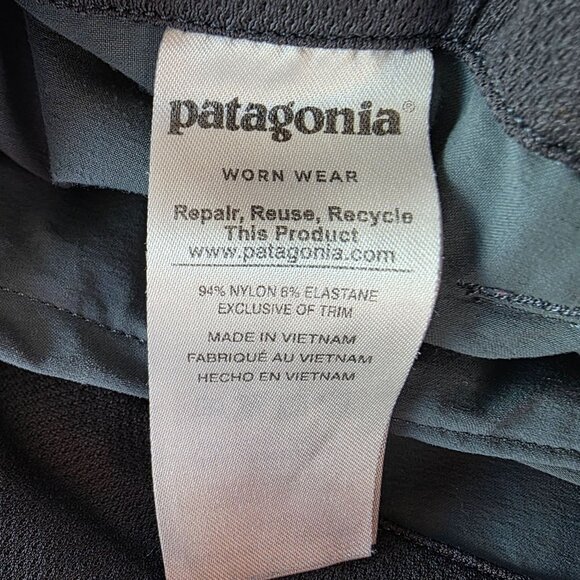 patagonia®
WORN WEAR
Repair, Reuse, Recycle
This Product
www.patagonia.com
94% NYLON 6% ELASTANE
EXCLUSIVE OF TRIM
MADE IN VIETNAM
FABRIQUÉ AU VIETNAM
HECHO EN VIETNAM